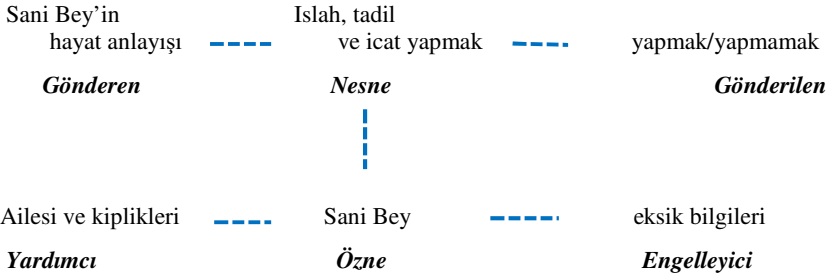 Sani Bey’in Islah, tadil
hayat anlayışı ve icat yapmak yapmak/yapmamak
Gönderen Nesne Gönderilen
Ailesi ve kiplikleri Sani Bey eksik bilgileri
Yardımcı Özne Engelleyici